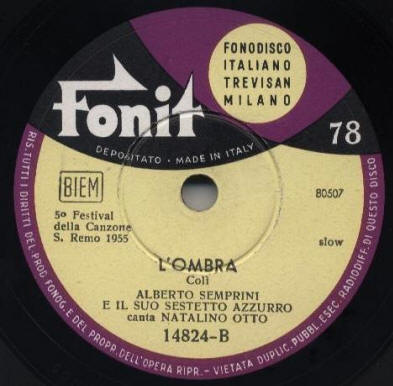 FONODISCO
ITALIANO
TREVISAN
MILANO
Fonit
78
DEPOSITATO · MADE IN ITALY
BIEM
80507
5º Festival
della Canzone
S. Remo 1955
slow
L'OMBRA
Coli
ALBERTO SEMPRINI
E IL SUO SESTETTO AZZURRO
canta NATALINO OTTO
14824-B
RIS. TUTTI I DIRITTI DEL PROD. FONOG. E DEL PROPR. DELL'OPERA RIPR. - VIETATA DUPLIC. PUBBL. ESEC. RADIODIFF. DI QUESTO DISCO